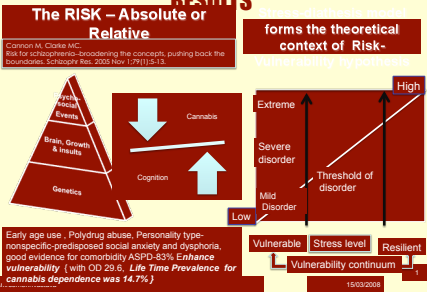 RESULTS
The RISK – Absolute or
Relative
Cannon M, Clarke MC.
Risk for schizophrenia–broadening the concepts, pushing back the
boundaries. Schizophr Res. 2005 Nov 1;79(1):5-13.
forms the theoretical
context of Risk-
Psycho-
social
Events
Brain, Growth
& insults
Genetics
Cannabis
Cognition
High
Extreme
Severe
disorder
Threshold of
disorder
Mild
Disorder
Low
Vulnerable
Stress level
Resilient
Vulnerability continuum
Early age use , Polydrug abuse, Personality type-
nonspecific-predisposed social anxiety and dysphoria,
good evidence for comorbidity ASPD-83% Enhance
vulnerability { with OD 29.6, Life Time Prevalence for
cannabis dependence was 14.7% }
15/03/2008
1